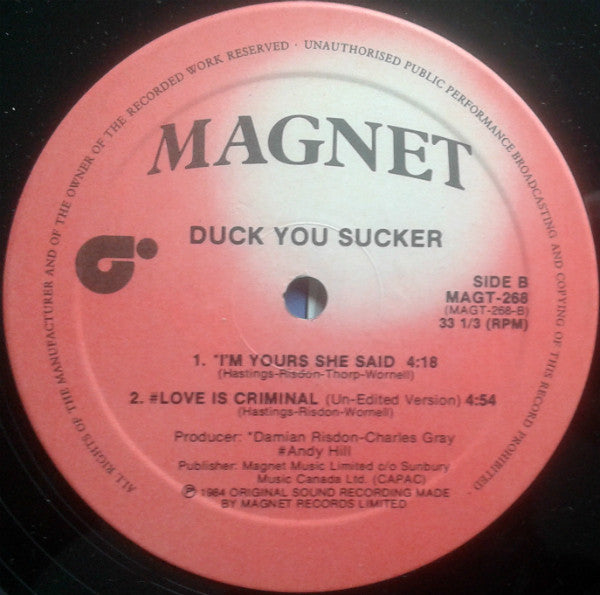 ALL RIGHTS OF THE MANUFACTURER AND OF THE OWNER OF THE RECORDED WORK RESERVED · UNAUTHORISED PUBLIC PERFORMANCE BROADCASTING AND COPYING OF THIS RECORD PROHIBITED ·
MAGNET
DUCK YOU SUCKER
SIDE B
MAGT-268
(MAGT-268-B)
33 1/3 (RPM)
1. *I'M YOURS SHE SAID 4:18
(Hastings-Risdon-Thorp-Wornell)
2. #LOVE IS CRIMINAL (Un-Edited Version) 4:54
(Hastings-Risdon-Wornell)
Producer: *Damian Risdon-Charles Gray
#Andy Hill
Publisher: Magnet Music Limited c/o Sunbury
Music Canada Ltd. (CAPAC)
Ⓟ 1984 ORIGINAL SOUND RECORDING MADE
BY MAGNET RECORDS LIMITED